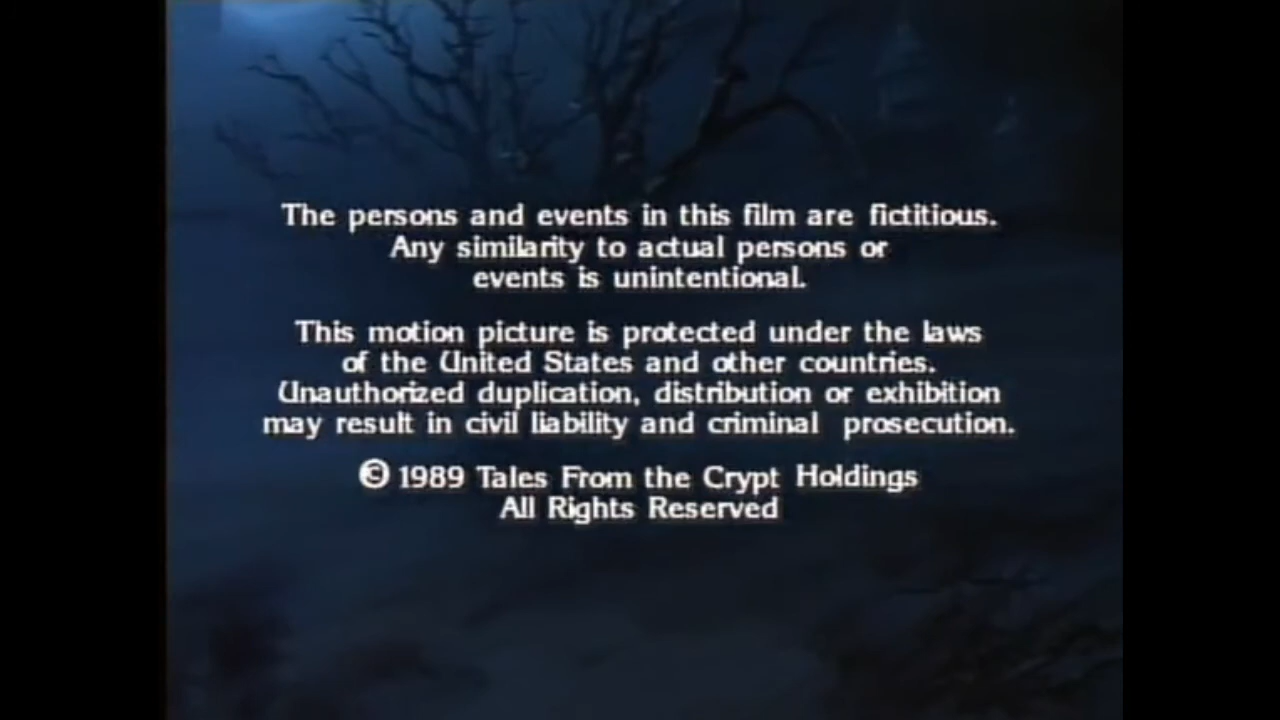 The persons and events in this film are fictitious.
Any similarity to actual persons or
events is unintentional.
This motion picture is protected under the laws
of the United States and other countries.
Unauthorized duplication, distribution or exhibition
may result in civil liability and criminal prosecution.
© 1989 Tales From the Crypt Holdings
All Rights Reserved